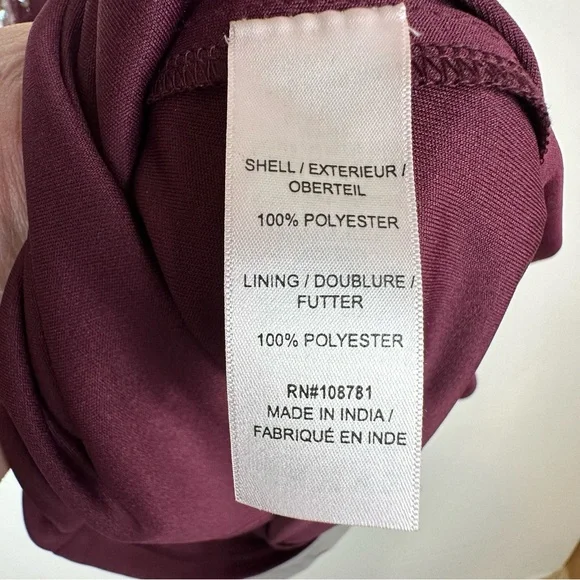 SHELL / EXTERIEUR /
OBERTEIL
100% POLYESTER
LINING / DOUBLURE /
FUTTER
100% POLYESTER
RN#108781
MADE IN INDIA /
FABRIQUÉ EN INDE